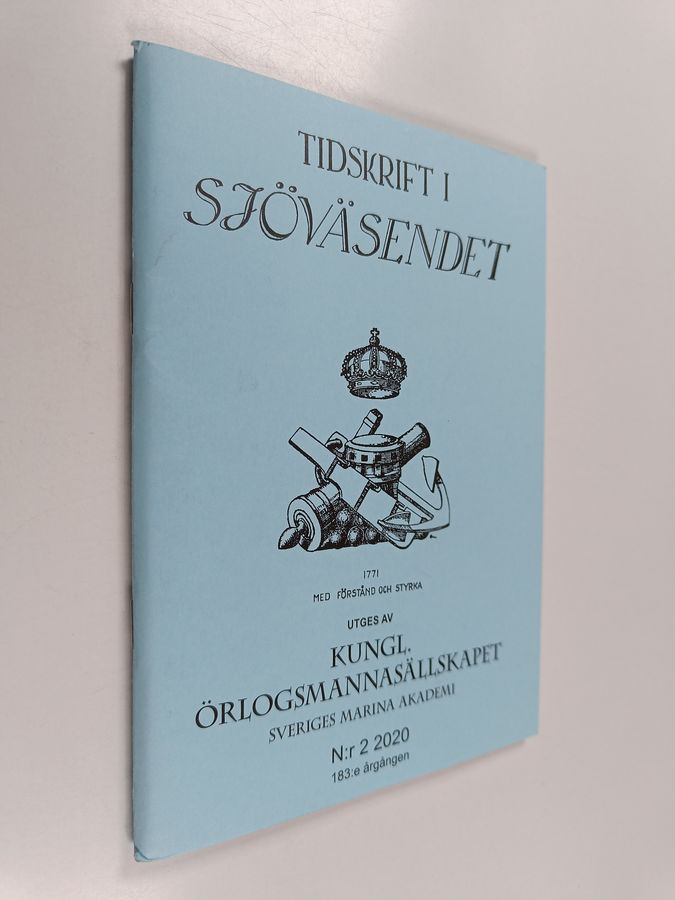 TIDSKRIFT I
SJÖVÄSENDET
1771
MED FÖRSTÅND OCH STYRKA
UTGES AV
KUNGL.
ÖRLOGSMANNASÄLLSKAPET
SVERIGES MARINA AKADEMI
N:r 2 2020
183:e årgången